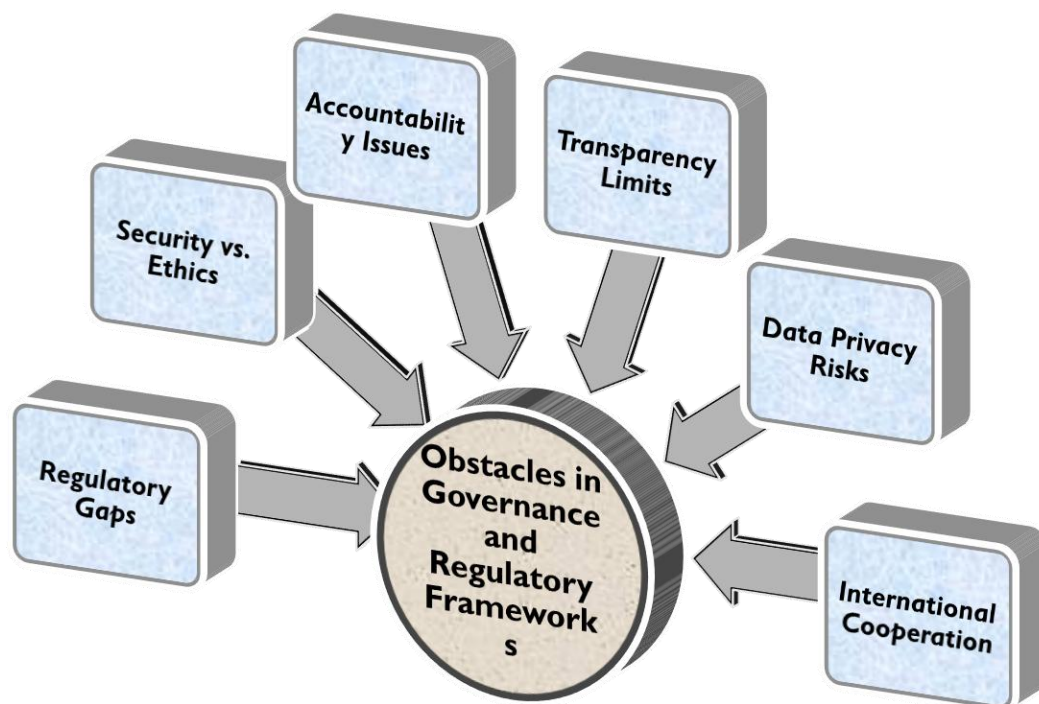 Accountabilit
y Issues
Transparency
Limits
Security vs.
Ethics
Data Privacy
Risks
Regulatory
Gaps
Obstacles in
Governance
and
Regulatory
Framework
s
International
Cooperation